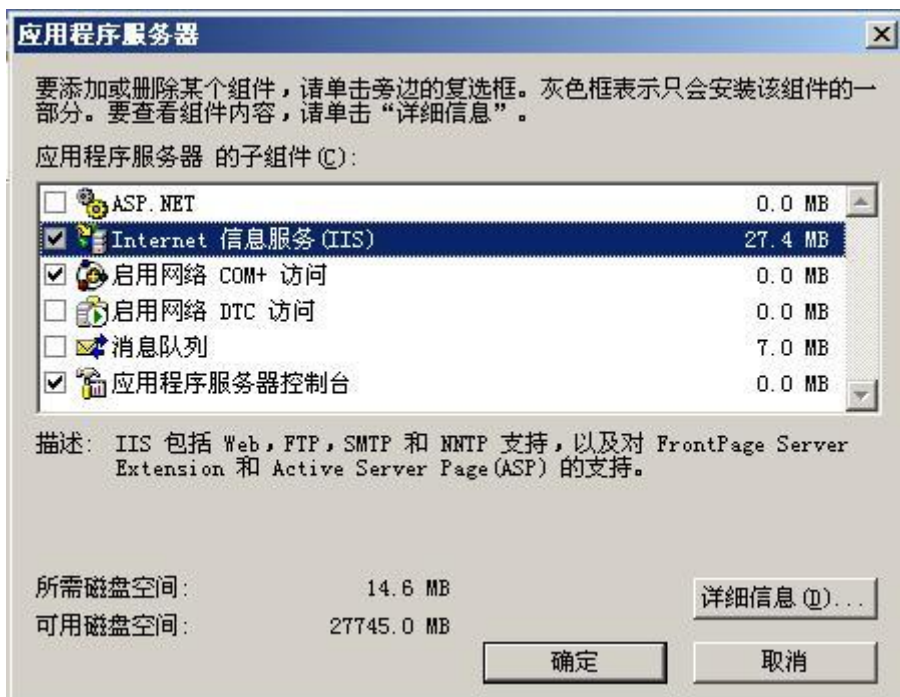 应用程序服务器
要添加或删除某个组件，请单击旁边的复选框。灰色框表示只会安装该组件的一
部分。要查看组件内容，请单击“详细信息”。
应用程序服务器 的子组件(C):
ASP.NET 0.0 MB
Internet 信息服务(IIS) 27.4 MB
启用网络 COM+ 访问 0.0 MB
启用网络 DTC 访问 0.0 MB
消息队列 7.0 MB
应用程序服务器控制台 0.0 MB
描述: IIS 包括 Web，FTP，SMTP 和 NNTP 支持，以及对 FrontPage Server
Extension 和 Active Server Page(ASP) 的支持。
所需磁盘空间: 14.6 MB
详细信息(D)...
可用磁盘空间: 27745.0 MB
确定 取消